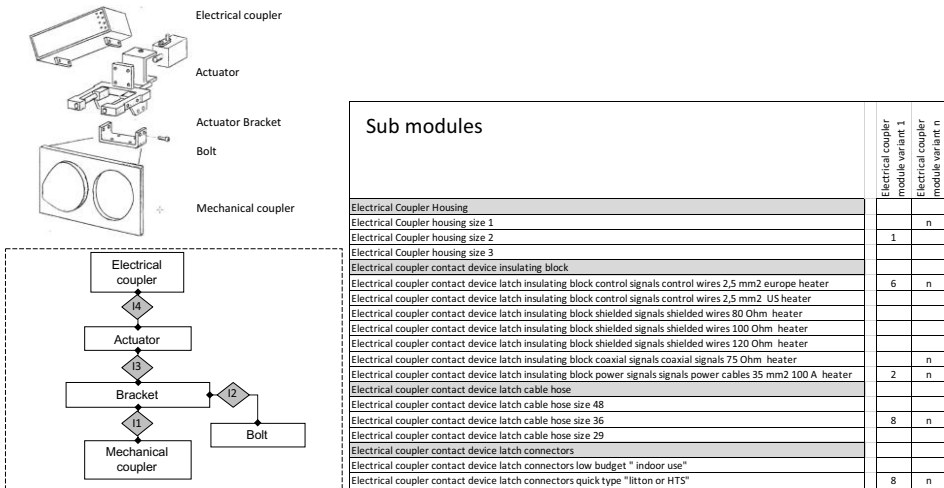 Electrical coupler
Actuator
Actuator Bracket
Bolt
Mechanical coupler
Electrical
coupler
I4
Actuator
I3
Bracket
I2
I1
Bolt
Mechanical
coupler
Sub modules
Electrical coupler
module variant 1
Electrical coupler
module variant n
Electrical Coupler Housing
Electrical Coupler housing size 1 n
Electrical Coupler housing size 2 1
Electrical Coupler housing size 3
Electrical coupler contact device insulating block
Electrical coupler contact device latch insulating block control signals control wires 2,5 mm2 europe heater 6 n
Electrical coupler contact device latch insulating block control signals control wires 2,5 mm2 US heater
Electrical coupler contact device latch insulating block shielded signals shielded wires 80 Ohm heater
Electrical coupler contact device latch insulating block shielded signals shielded wires 100 Ohm heater
Electrical coupler contact device latch insulating block shielded signals shielded wires 120 Ohm heater
Electrical coupler contact device latch insulating block coaxial signals coaxial signals 75 Ohm heater n
Electrical coupler contact device latch insulating block power signals signals power cables 35 mm2 100 A heater 2 n
Electrical coupler contact device latch cable hose
Electrical coupler contact device latch cable hose size 48
Electrical coupler contact device latch cable hose size 36 8 n
Electrical coupler contact device latch cable hose size 29
Electrical coupler contact device latch connectors
Electrical coupler contact device latch connectors low budget " indoor use"
Electrical coupler contact device latch connectors quick type "litton or HTS" 8 n